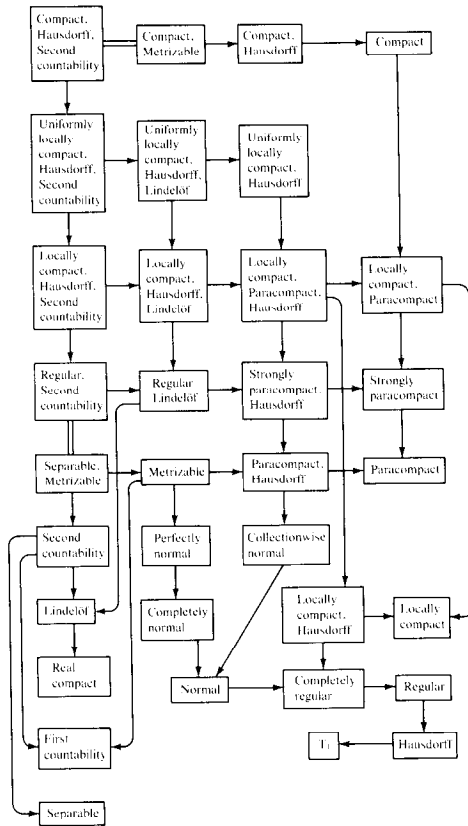 Compact,
Hausdorff,
Second
countability
Compact,
Metrizable
Compact,
Hausdorff
Compact
Uniformly
locally
compact,
Hausdorff,
Second
countability
Uniformly
locally
compact,
Hausdorff,
Lindelöf
Uniformly
locally
compact,
Hausdorff
Locally
compact,
Hausdorff,
Second
countability
Locally
compact,
Hausdorff,
Lindelöf
Locally
compact,
Paracompact,
Hausdorff
Locally
compact,
Paracompact
Regular,
Second
countability
Regular
Lindelöf
Strongly
paracompact,
Hausdorff
Strongly
paracompact
Separable,
Metrizable
Metrizable
Paracompact,
Hausdorff
Paracompact
Second
countability
Perfectly
normal
Collectionwise
normal
Lindelöf
Completely
normal
Locally
compact,
Hausdorff
Locally
compact
Real
compact
Normal
Completely
regular
Regular
First
countability
T₁
Hausdorff
Separable